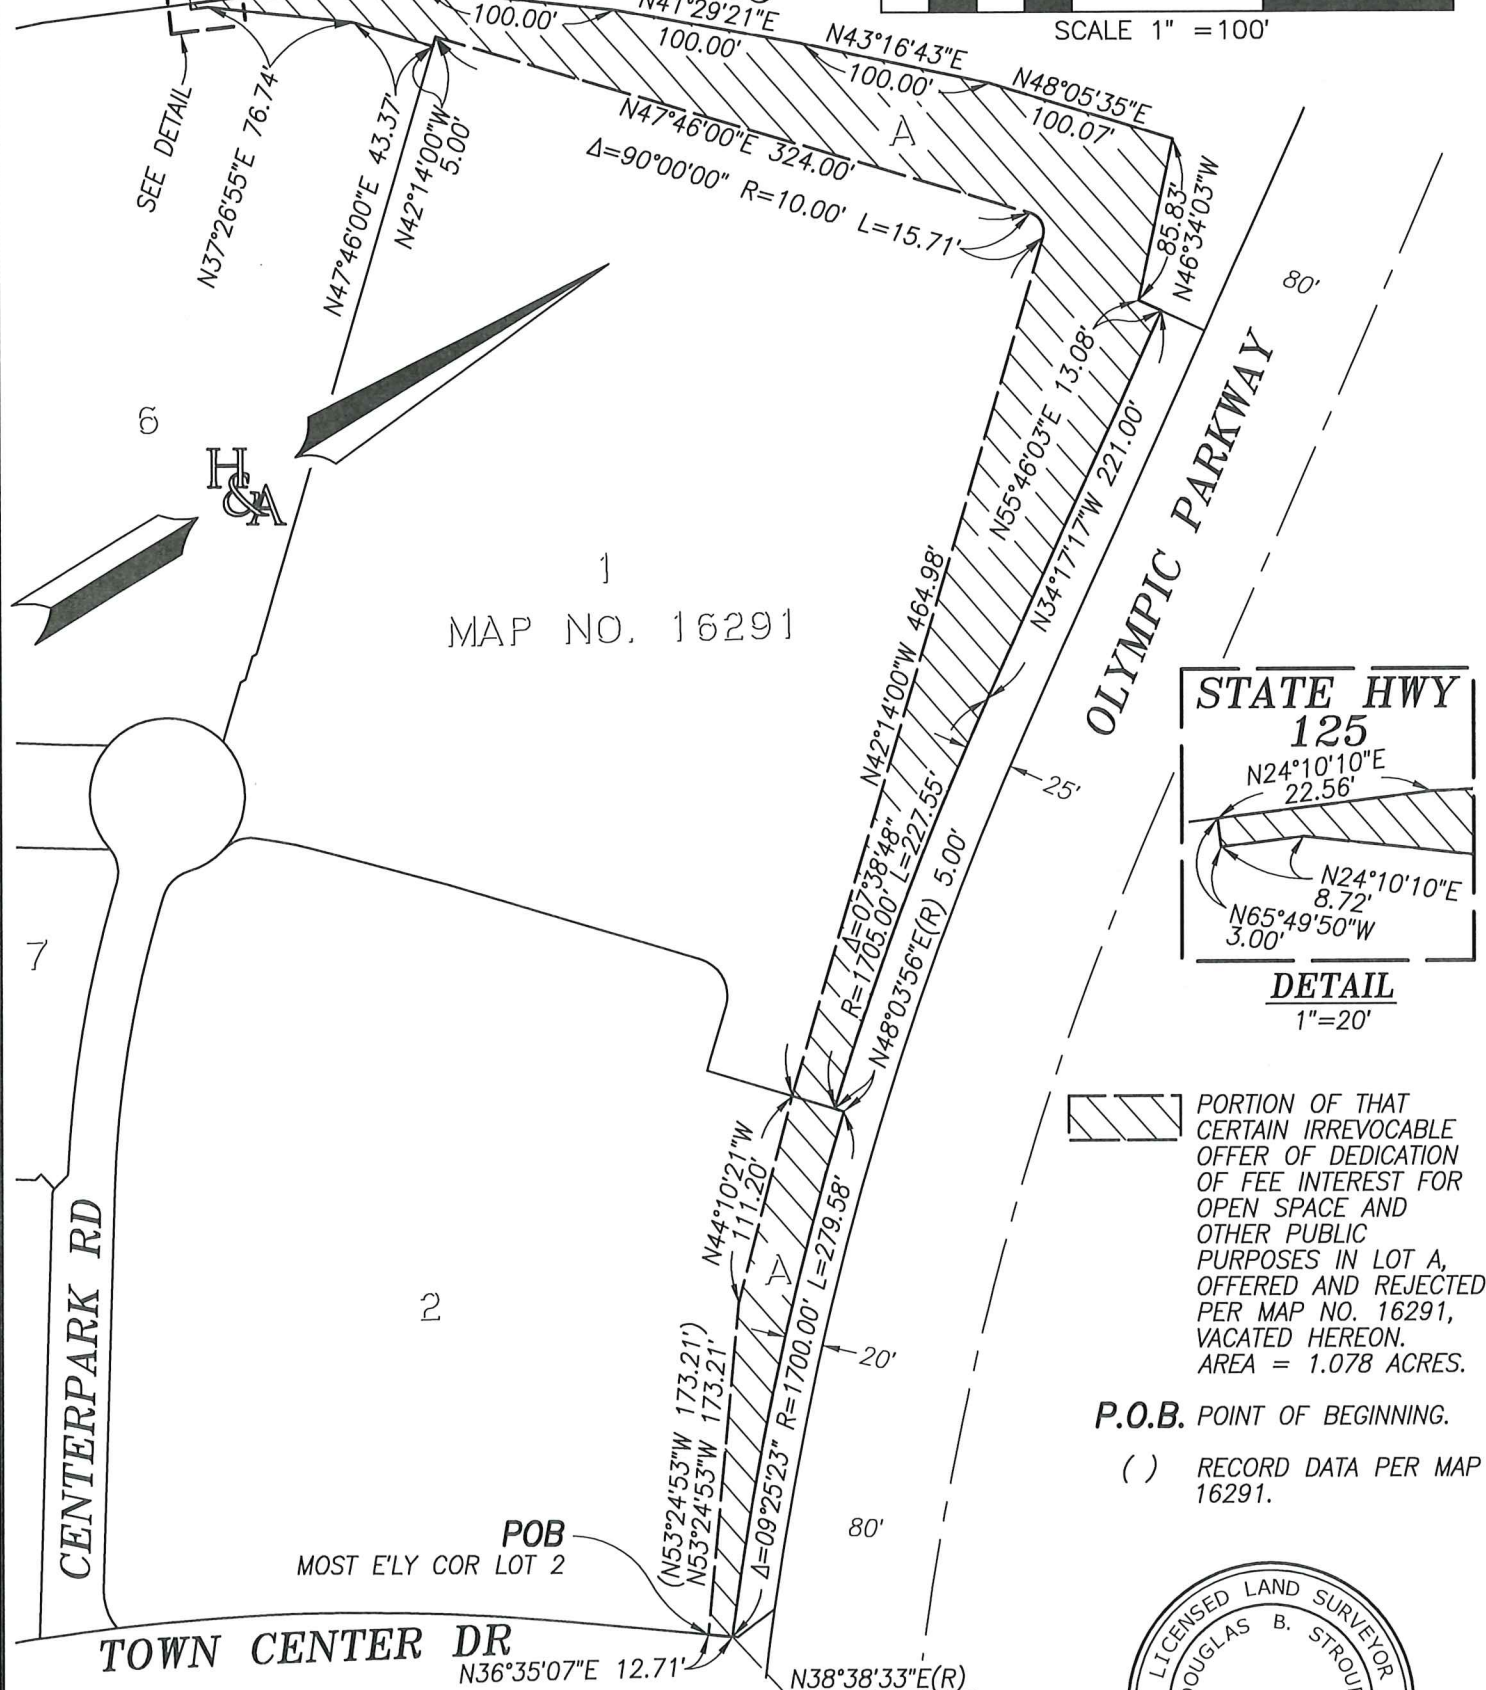 SCALE 1" =100'
100.00'
N41°29'21"E
100.00'
N43°16'43"E
100.00'
N48°05'35"E
100.07'
SEE DETAIL
N37°26'55"E 76.74'
N47°46'00"E 43.37'
N42°14'00"W
5.00'
N47°46'00"E 324.00'
Δ=90°00'00" R=10.00' L=15.71'
A
85.83'
N46°34'03"W
80'
N55°46'03"E 13.08'
N34°17'17"W 221.00'
OLYMPIC PARKWAY
6
H&A
1
MAP NO. 16291
N42°14'00"W 464.98'
STATE HWY
125
N24°10'10"E
22.56'
N24°10'10"E
8.72'
N65°49'50"W
3.00'
DETAIL
1"=20'
25'
Δ=07°38'48"
R=1705.00' L=227.55'
N48°03'56"E(R) 5.00'
7
PORTION OF THAT
CERTAIN IRREVOCABLE
OFFER OF DEDICATION
OF FEE INTEREST FOR
OPEN SPACE AND
OTHER PUBLIC
PURPOSES IN LOT A,
OFFERED AND REJECTED
PER MAP NO. 16291,
VACATED HEREON.
AREA = 1.078 ACRES.
P.O.B. POINT OF BEGINNING.
( ) RECORD DATA PER MAP
16291.
N44°10'21"W
111.20'
A
2
20'
Δ=09°25'23" R=1700.00' L=279.58'
(N53°24'53"W 173.21')
N53°24'53"W 173.21'
80'
CENTERPARK RD
POB
MOST E'LY COR LOT 2
TOWN CENTER DR
N36°35'07"E 12.71'
N38°38'33"E(R)
LICENSED LAND SURVEYOR
DOUGLAS B.